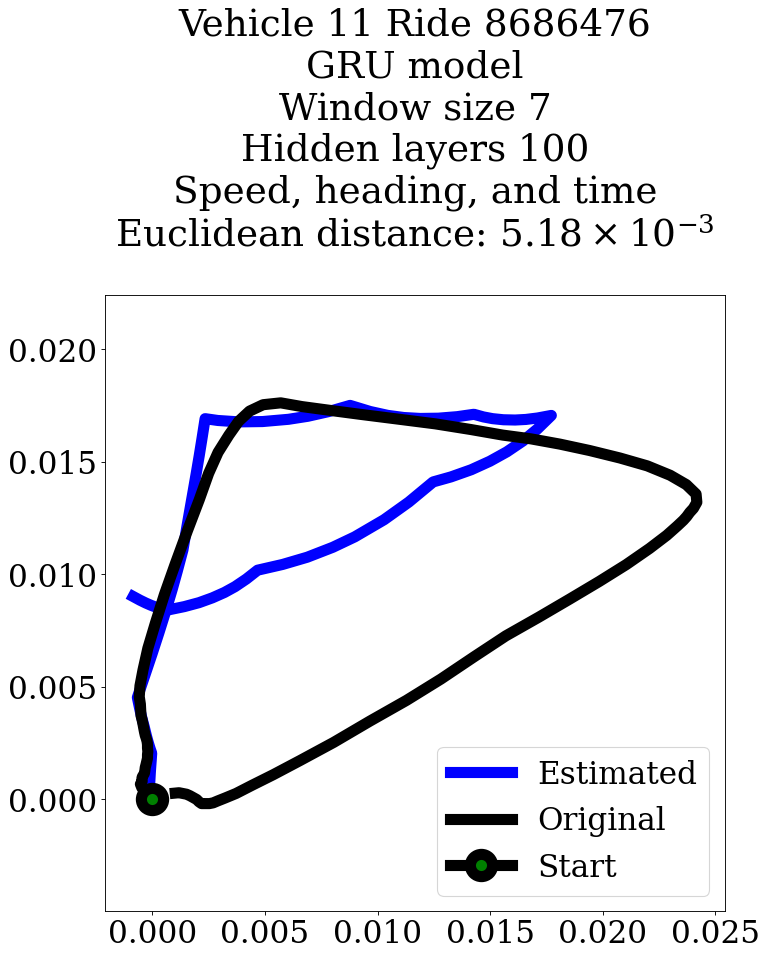 Vehicle 11 Ride 8686476
GRU model
Window size 7
Hidden layers 100
Speed, heading, and time
Euclidean distance: 5.18 × 10⁻³
0.020
0.015
0.010
0.005
0.000
Estimated
Original
Start
0.000 0.005 0.010 0.015 0.020 0.025